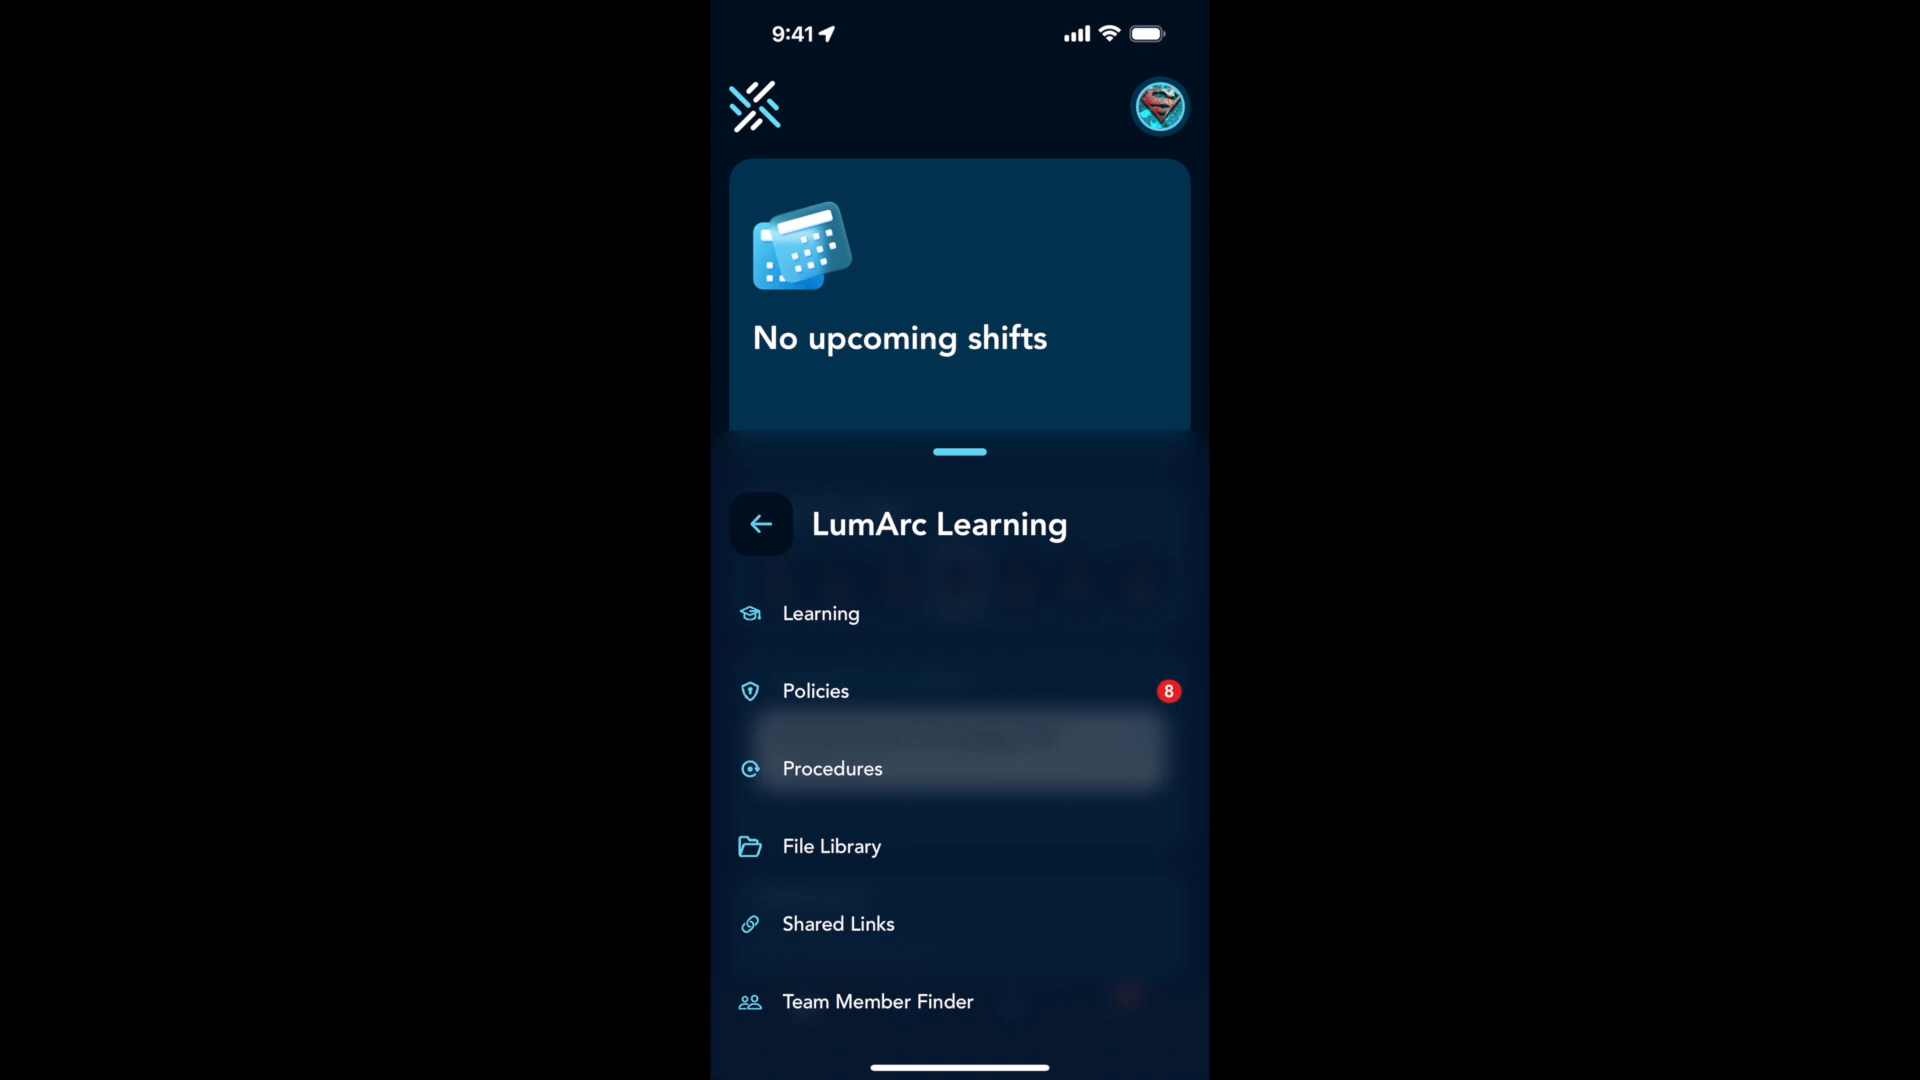 9:41
No upcoming shifts
LumArc Learning
Learning
Policies
8
Procedures
File Library
Shared Links
Team Member Finder